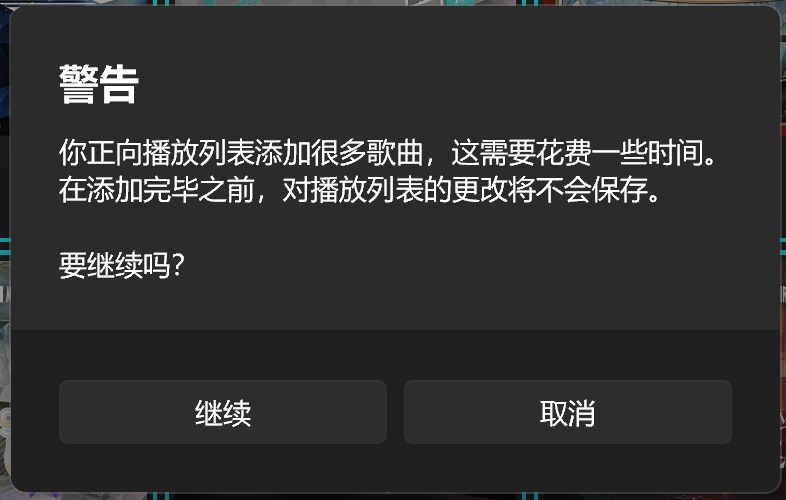 警告
你正向播放列表添加很多歌曲，这需要花费一些时间。
在添加完毕之前，对播放列表的更改将不会保存。
要继续吗？
继续
取消